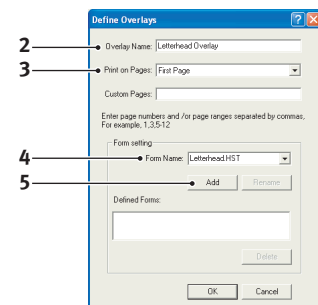 Define Overlays
2 Overlay Name: Letterhead Overlay
3 Print on Pages: First Page
Custom Pages:
Enter page numbers and /or page ranges separated by commas,
For example, 1,3,5-12
Form setting
4 Form Name: Letterhead.HST
5 Add Rename
Defined Forms:
Delete
OK Cancel